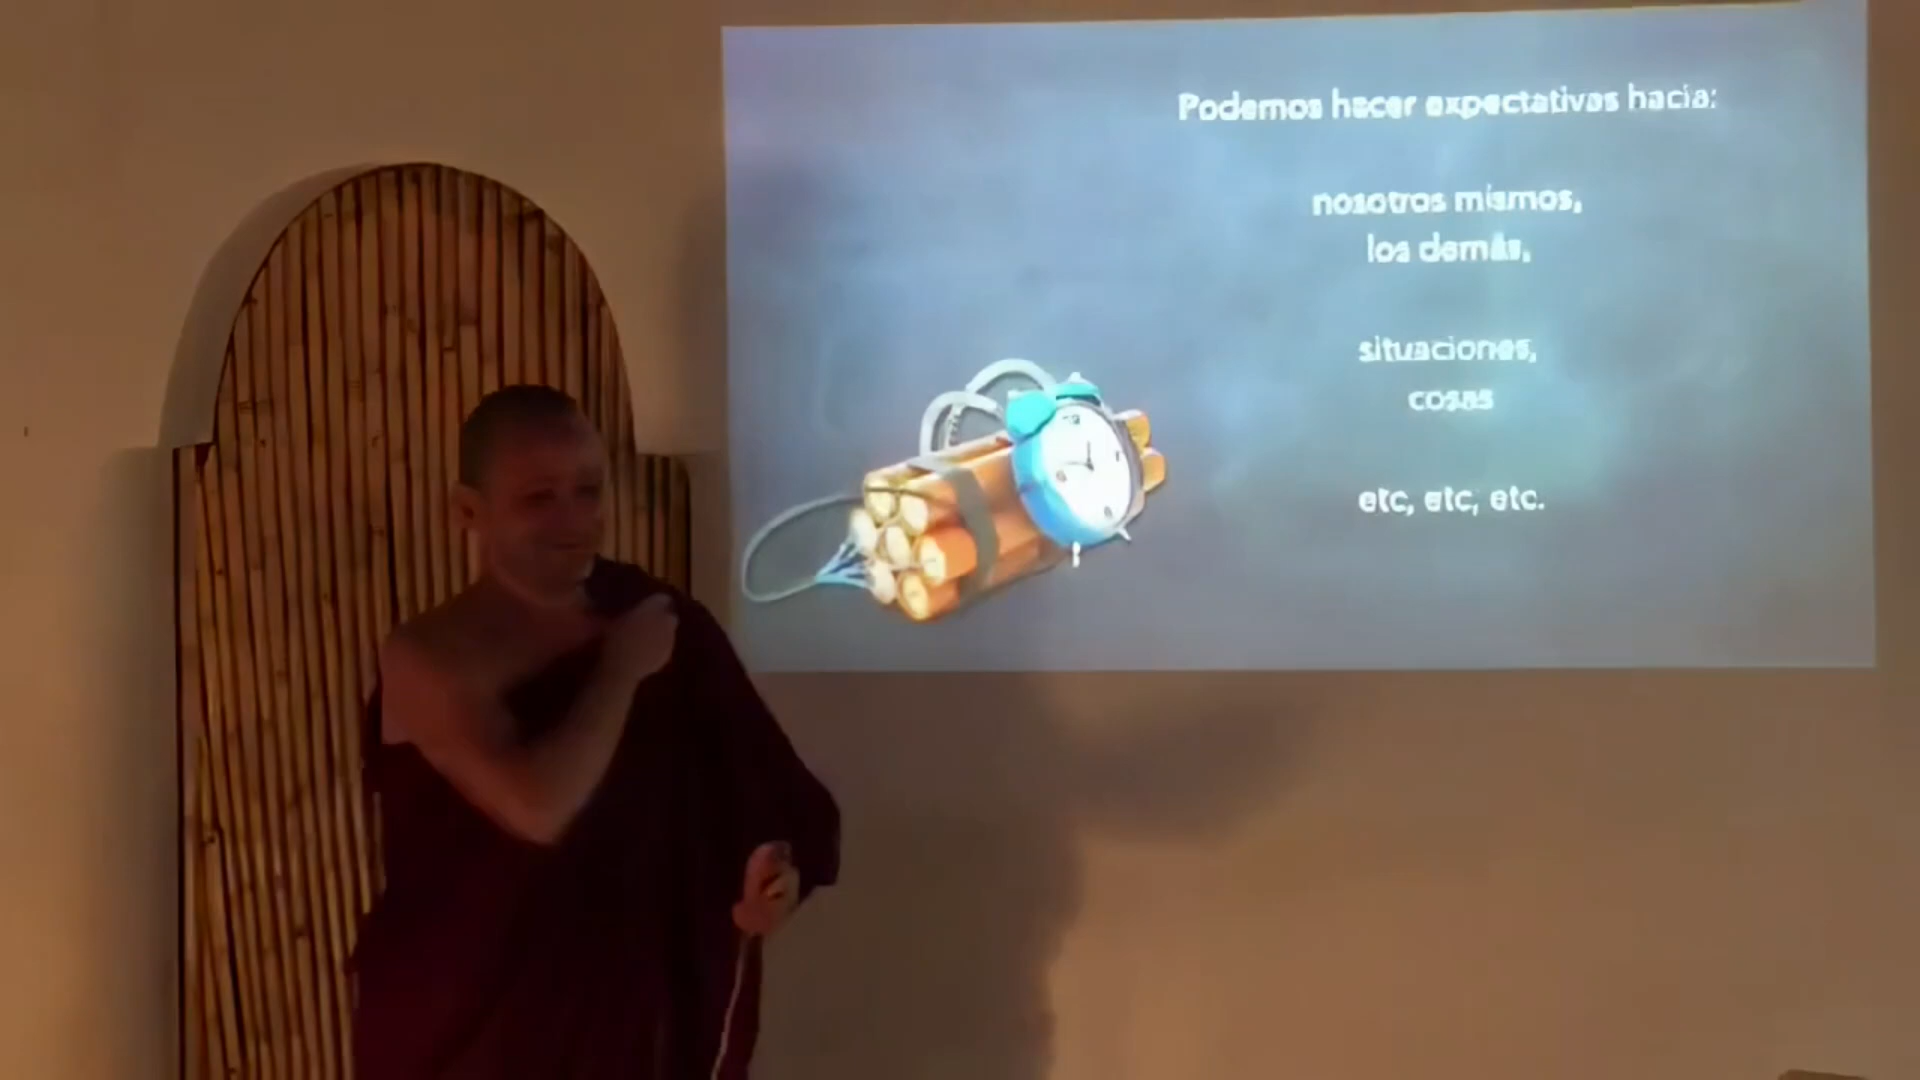 Podemos hacer expectativas hacia:
nosotros mismos,
los demás,
situaciones,
cosas
etc, etc, etc.